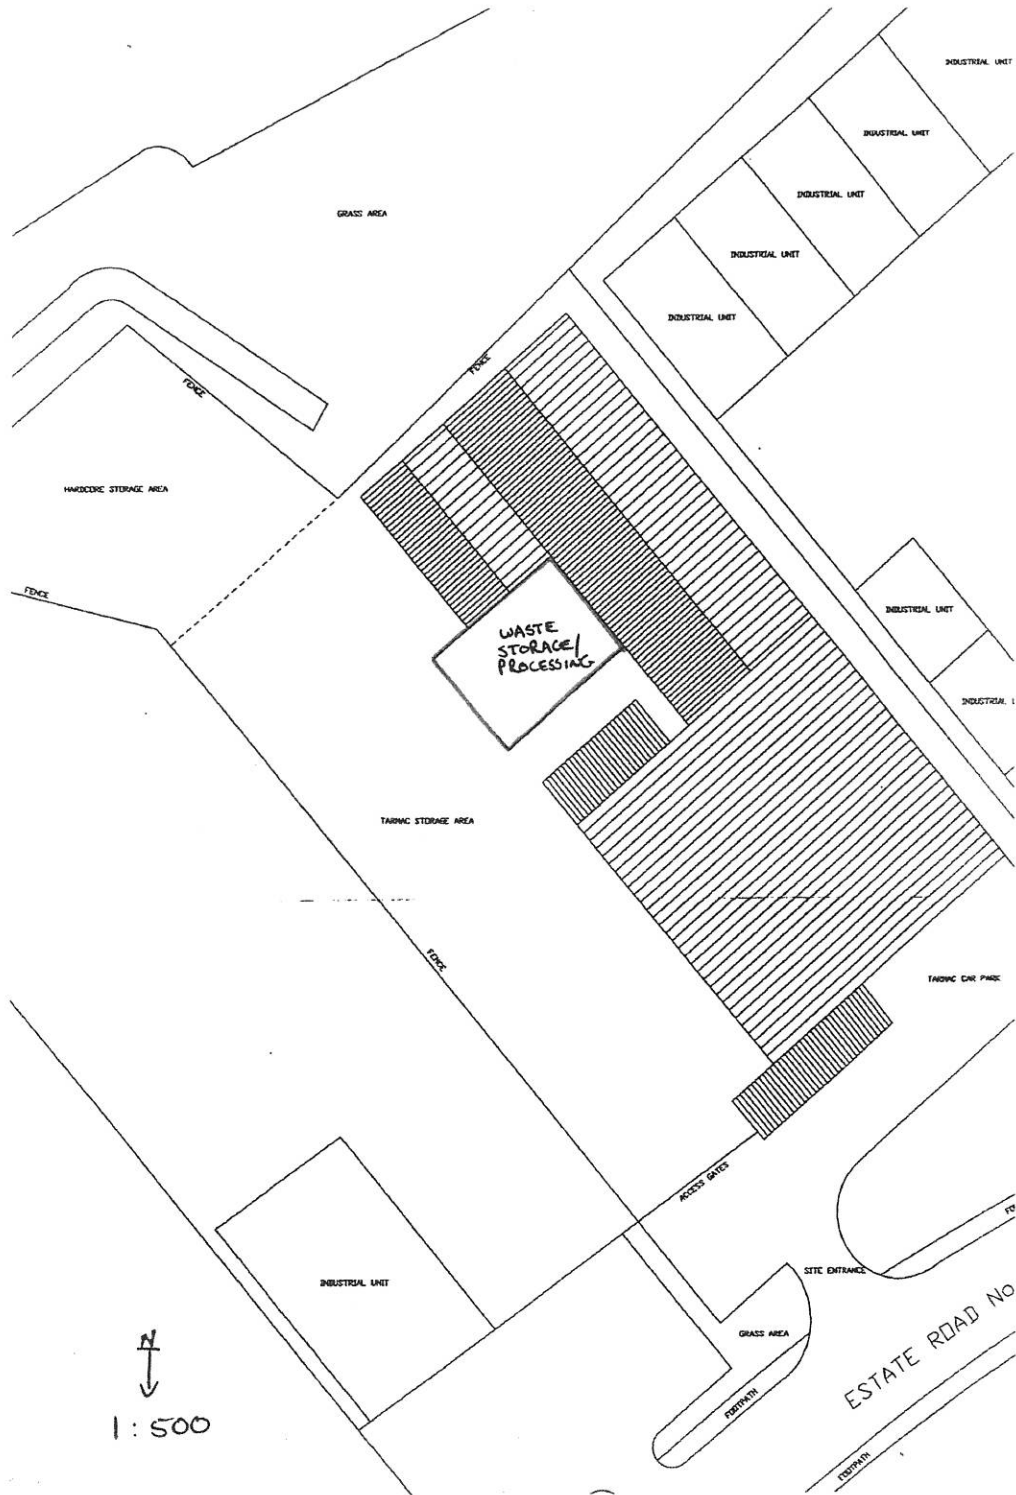 INDUSTRIAL UNIT
INDUSTRIAL UNIT
INDUSTRIAL UNIT
GRASS AREA
INDUSTRIAL UNIT
INDUSTRIAL UNIT
FENCE
FENCE
HARDCORE STORAGE AREA
FENCE
INDUSTRIAL UNIT
WASTE
STORAGE/
PROCESSING
INDUSTRIAL
TARMAC STORAGE AREA
FENCE
TARMAC CAR PARK
ACCESS GATES
SITE ENTRANCE
INDUSTRIAL UNIT
GRASS AREA
ESTATE ROAD NO
FOOTPATH
FOOTPATH
N
1:500